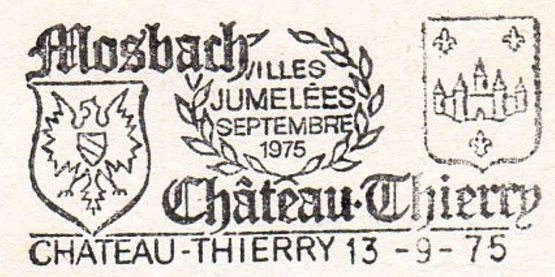 Mosbach
VILLES
JUMELÉES
SEPTEMBRE
1975
Château-Thierry
CHATEAU-THIERRY 13 -9-75